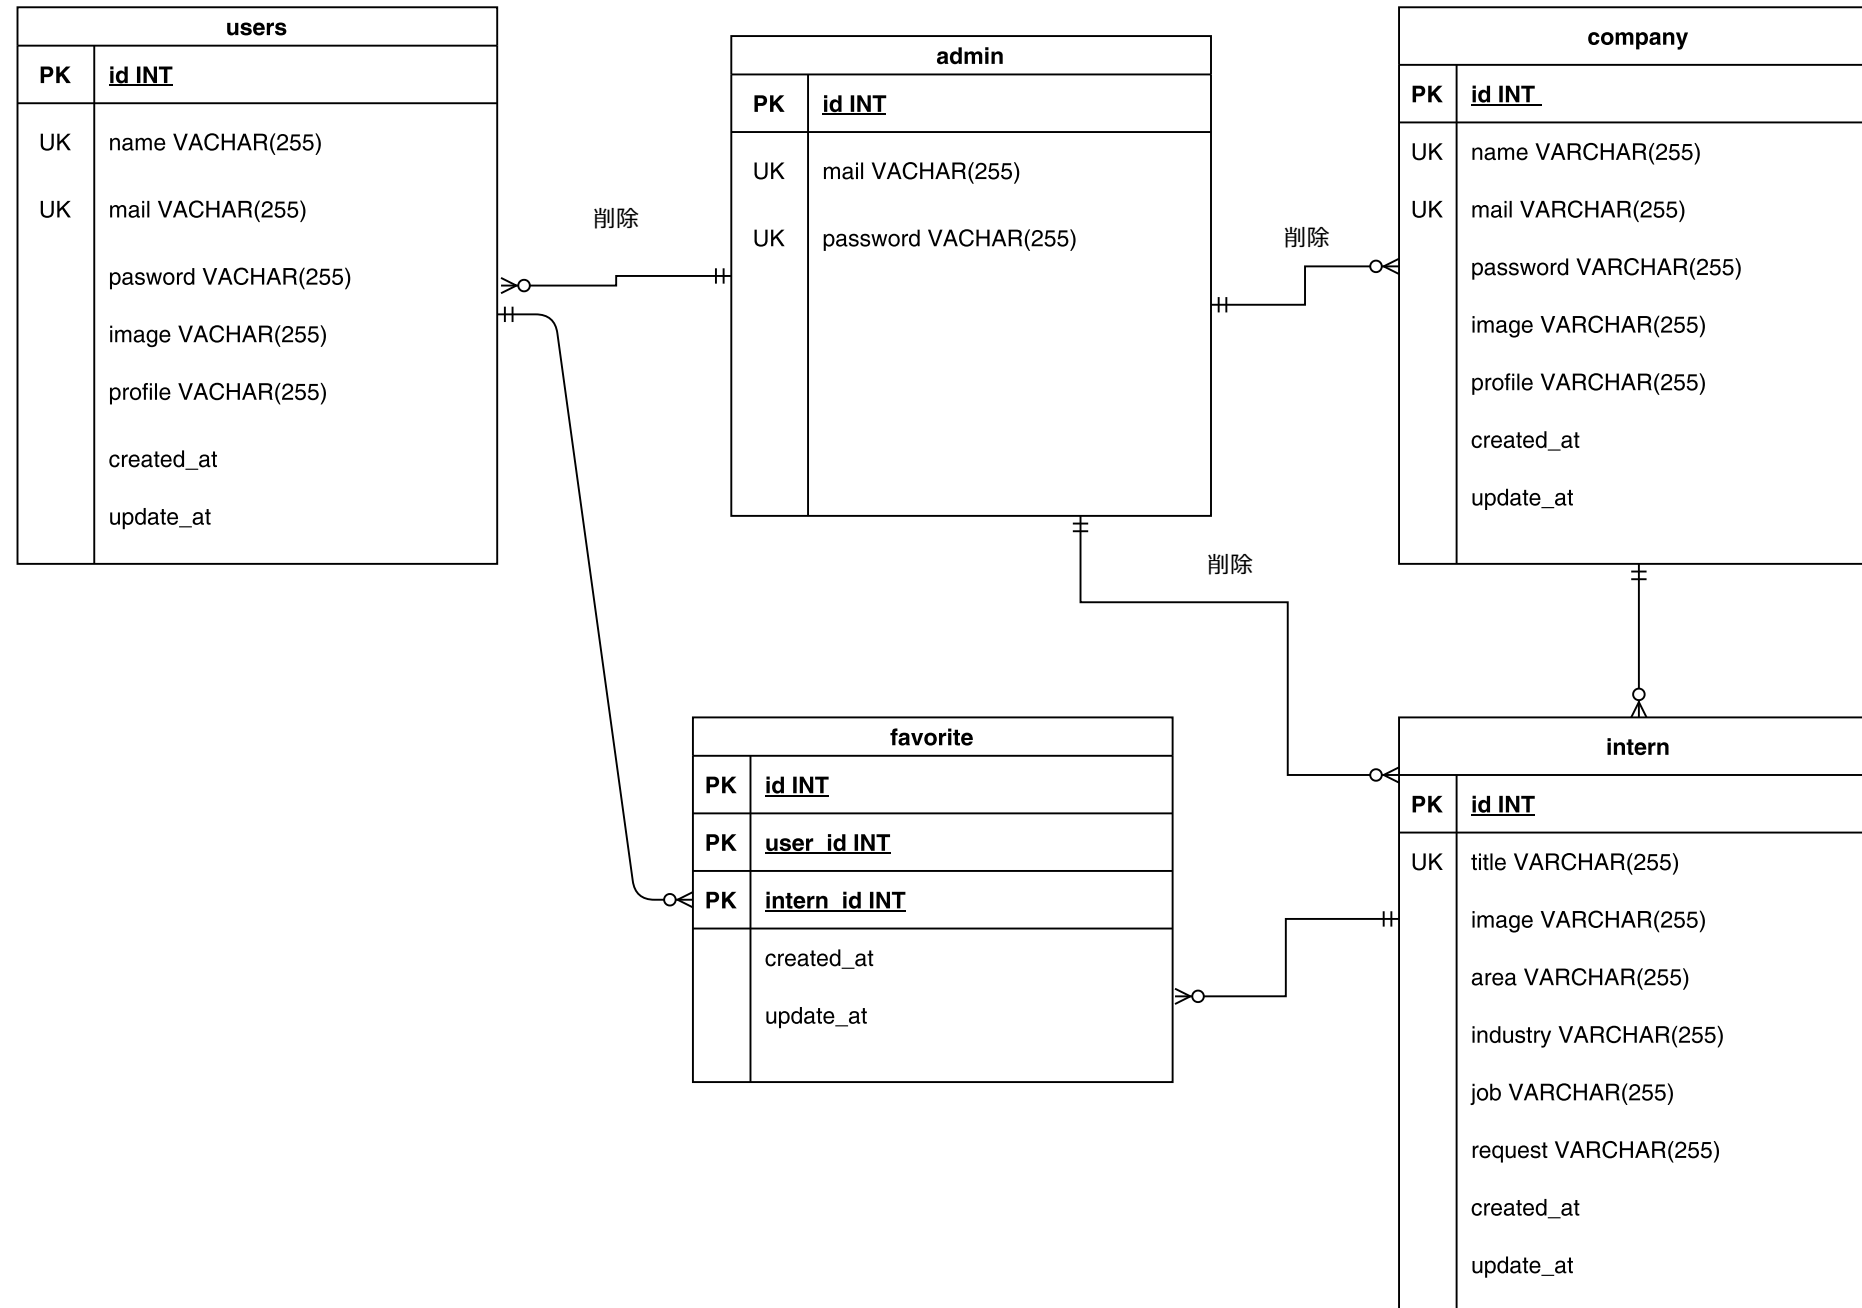 users
PK id INT
UK name VACHAR(255)
UK mail VACHAR(255)
pasword VACHAR(255)
image VACHAR(255)
profile VACHAR(255)
created_at
update_at
削除
admin
PK id INT
UK mail VACHAR(255)
UK password VACHAR(255)
削除
company
PK id INT
UK name VARCHAR(255)
UK mail VARCHAR(255)
password VARCHAR(255)
image VARCHAR(255)
profile VARCHAR(255)
created_at
update_at
削除
favorite
PK id INT
PK user_id INT
PK intern_id INT
created_at
update_at
intern
PK id INT
UK title VARCHAR(255)
image VARCHAR(255)
area VARCHAR(255)
industry VARCHAR(255)
job VARCHAR(255)
request VARCHAR(255)
created_at
update_at